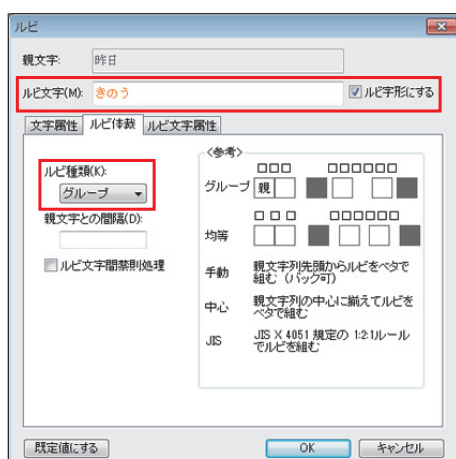 ルビ
親文字:
昨日
ルビ文字(M):
きのう
ルビ字形にする
文字属性
ルビ体裁
ルビ文字属性
ルビ種類(K):
グループ
親文字との間隔(D):
ルビ文字間禁則処理
<参考>
グループ
親
均等
手動
親文字列先頭からルビをベタで
組む（バック可）
中心
親文字列の中心に揃えてルビを
ベタで組む
JIS
JIS X 4051 規定の 1:2:1ルール
でルビを組む
既定値にする
OK
キャンセル